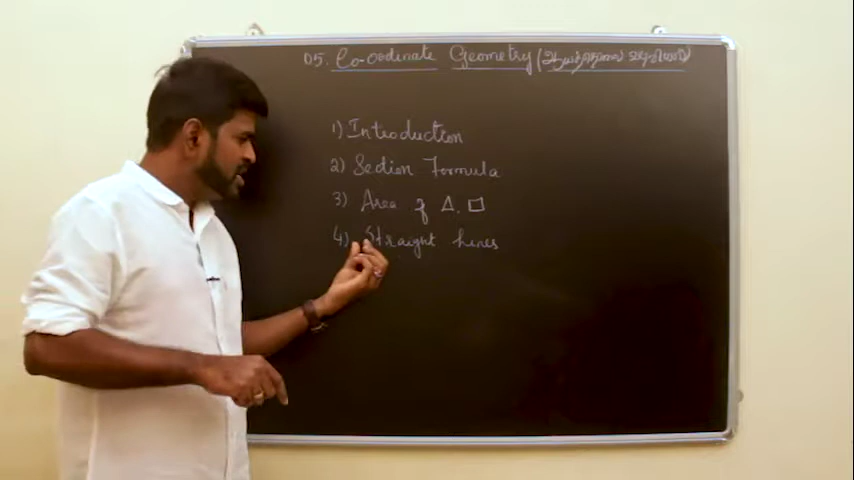 05. Co-ordinate Geometry (ஆயத்தொலை வடிவியல்)
1) Introduction
2) Section Formula
3) Area of Δ, □
4) Straight Lines